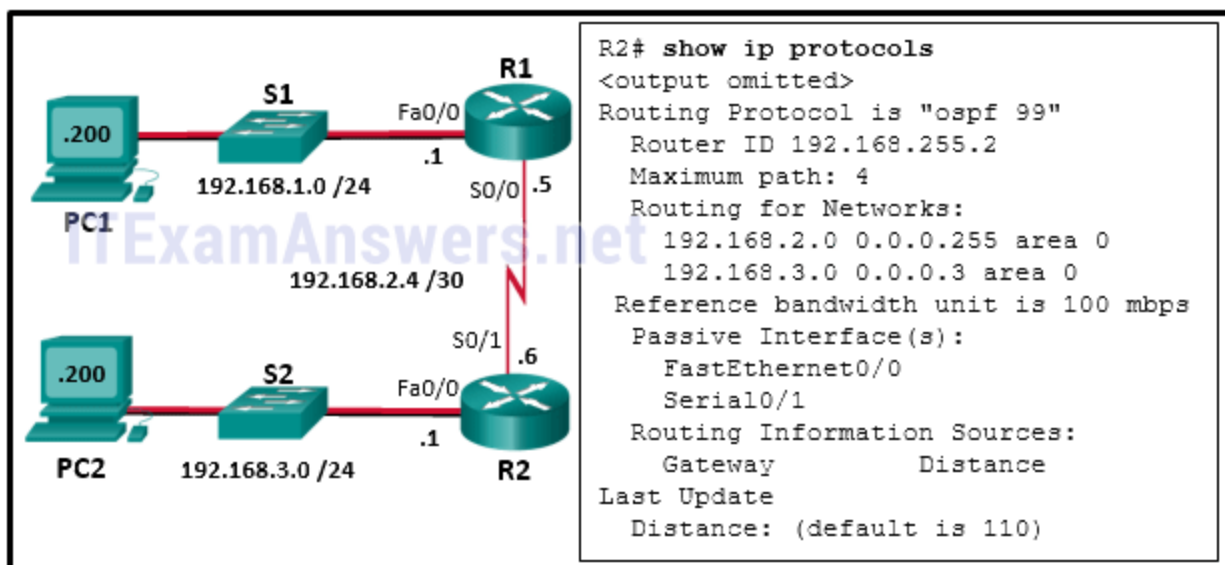 R1
S1
Fa0/0
.200
.1
192.168.1.0 /24
S0/0
.5
PC1
ITExamAnswers.net
192.168.2.4 /30
S0/1
.6
.200
S2
Fa0/0
.1
PC2
192.168.3.0 /24
R2
R2# show ip protocols
<output omitted>
Routing Protocol is "ospf 99"
Router ID 192.168.255.2
Maximum path: 4
Routing for Networks:
192.168.2.0 0.0.0.255 area 0
192.168.3.0 0.0.0.3 area 0
Reference bandwidth unit is 100 mbps
Passive Interface(s):
FastEthernet0/0
Serial0/1
Routing Information Sources:
Gateway Distance
Last Update
Distance: (default is 110)